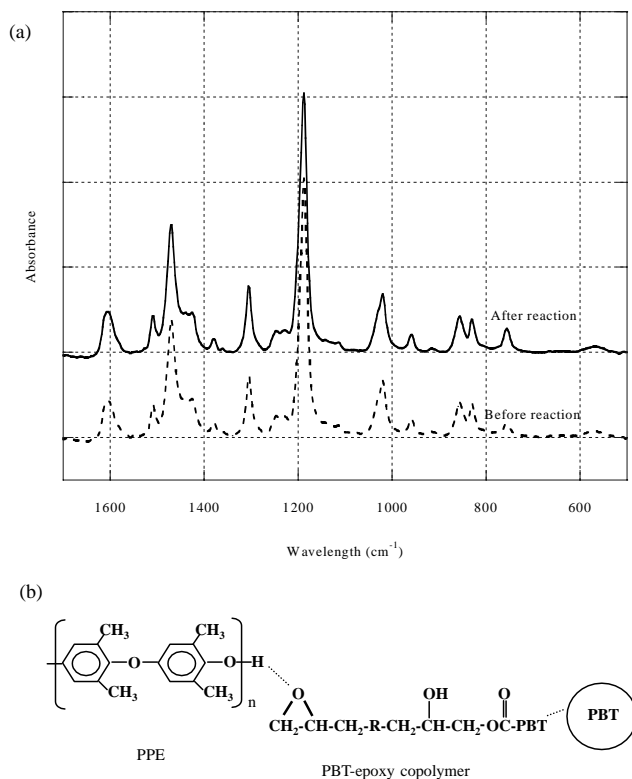 (a)
Absorbance
After reaction
Before reaction
1600 1400 1200 1000 800 600
Wavelength (cm-1)
(b)
CH3 CH3
O O H
CH3 CH3 n
O OH O
CH2-CH-CH2-R-CH2-CH-CH2-OC-PBT PBT
PPE
PBT-epoxy copolymer